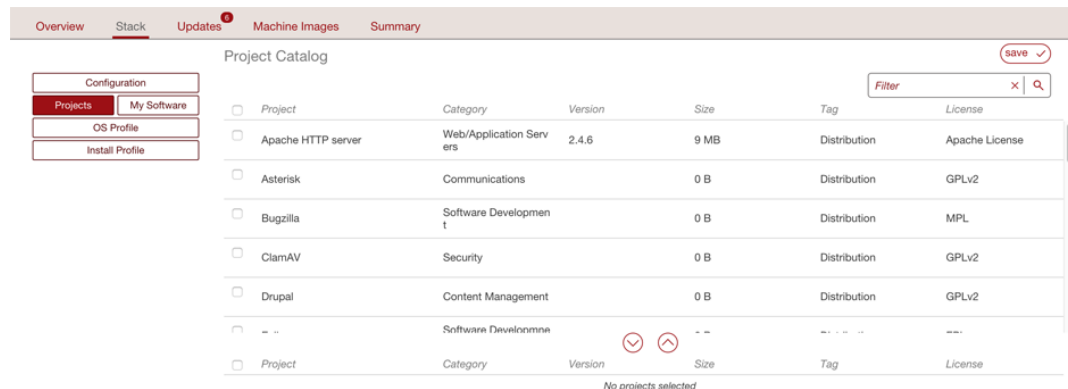 Overview Stack Updates 6 Machine Images Summary
Project Catalog
save
Configuration
Projects My Software
OS Profile
Install Profile
Filter
Project Category Version Size Tag License
Apache HTTP server Web/Application Serv
ers 2.4.6 9 MB Distribution Apache License
Asterisk Communications 0 B Distribution GPLv2
Bugzilla Software Developmen
t 0 B Distribution MPL
ClamAV Security 0 B Distribution GPLv2
Drupal Content Management 0 B Distribution GPLv2
Software Developmne
Project Category Version Size Tag License
No projects selected